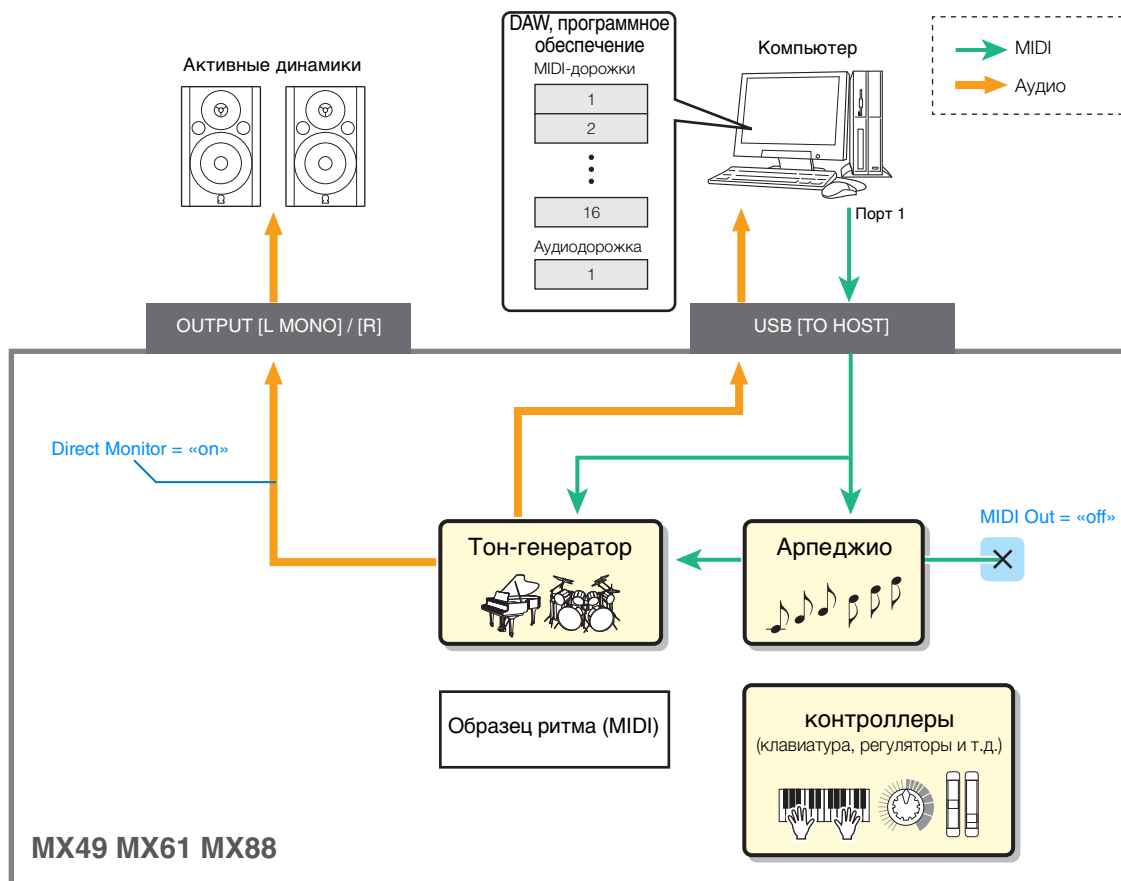 DAW, программное
обеспечение
MIDI-дорожки
1
2
16
Аудиодорожка
1
Компьютер
MIDI
Аудио
Активные динамики
Порт 1
OUTPUT [L MONO] / [R]
USB [TO HOST]
Direct Monitor = «on»
MIDI Out = «off»
Тон-генератор
Арпеджио
Образец ритма (MIDI)
контроллеры
(клавиатура, регуляторы и т.д.)
MX49 MX61 MX88